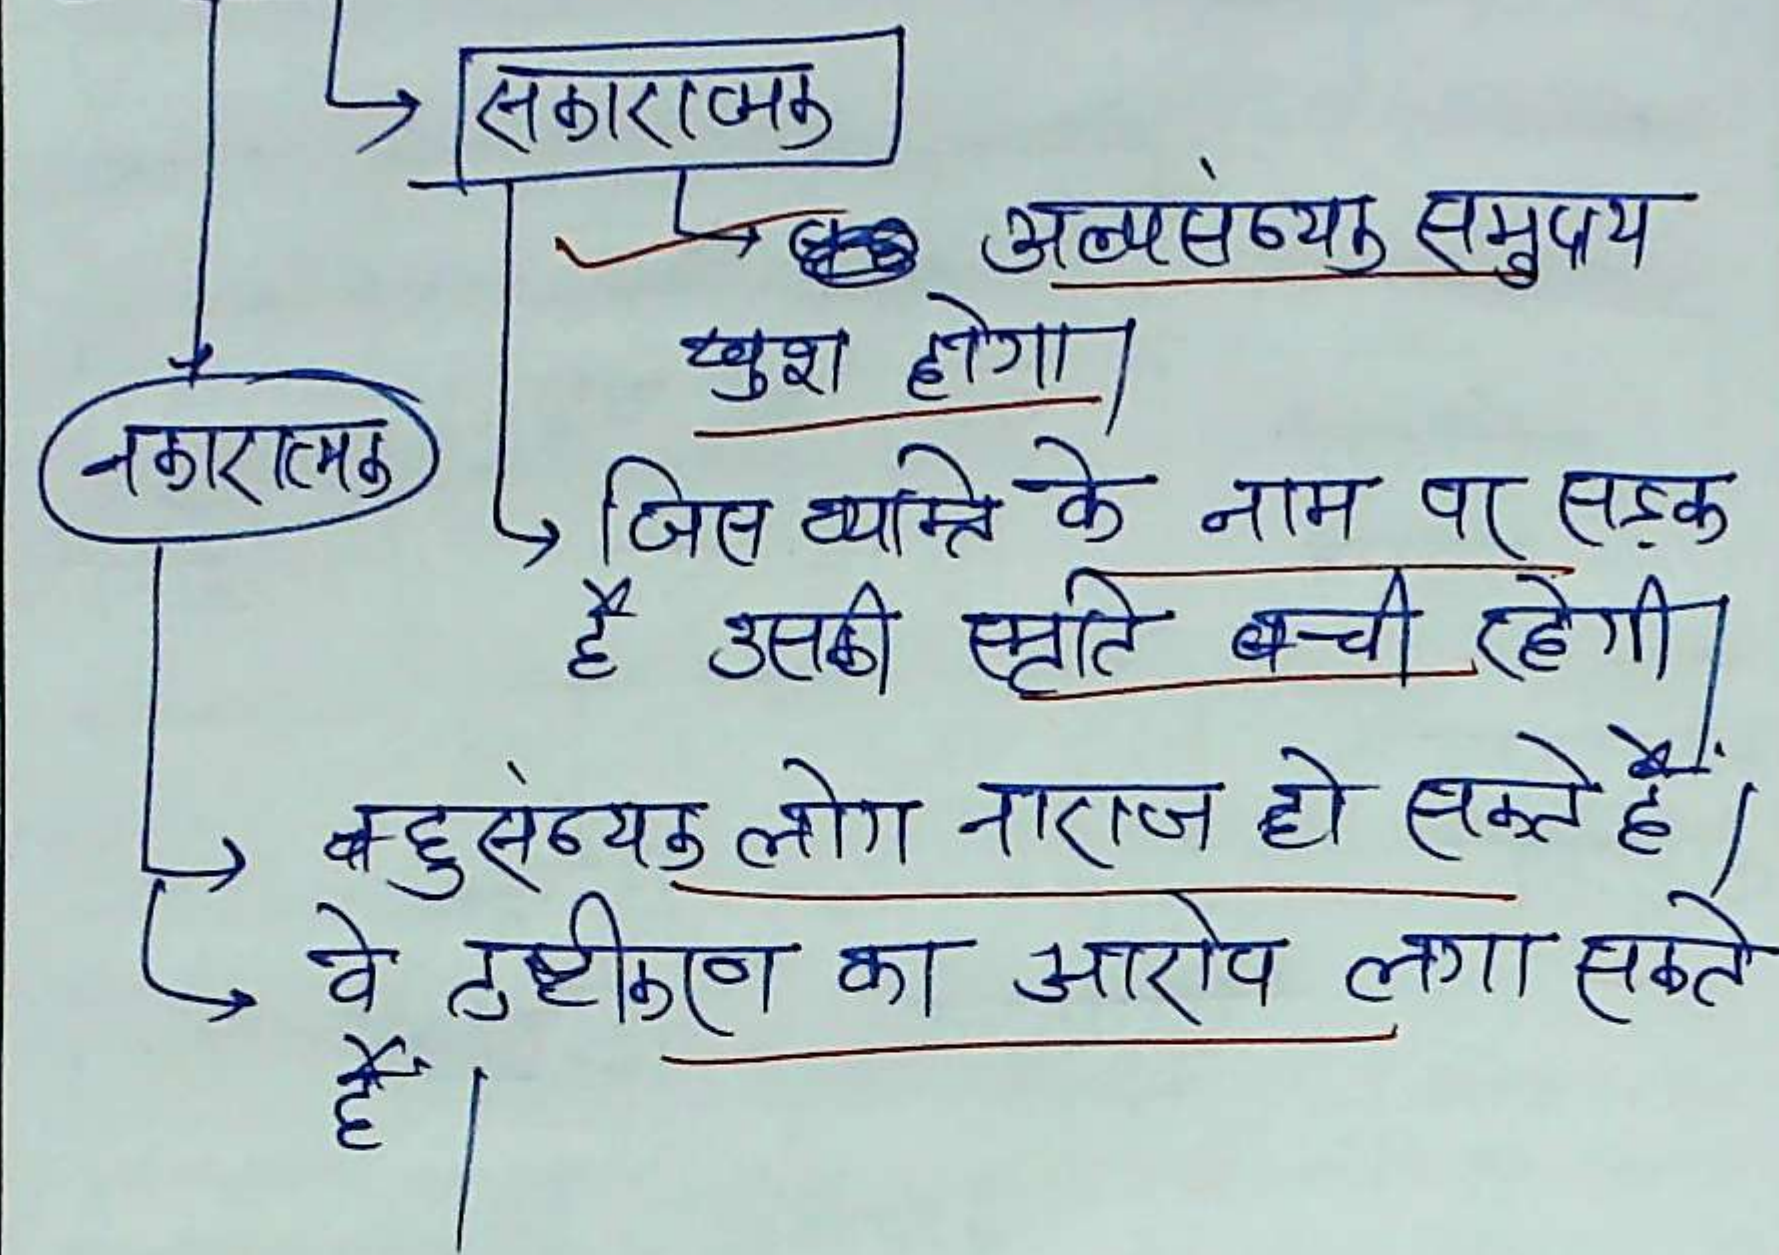 सकारात्मक
अल्पसंख्यक समुदाय
खुश होगा।
नकारात्मक
जिस व्यक्ति के नाम पर सड़क
है उसकी स्मृति बची रहेगी।
बहुसंख्यक लोग नाराज हो सकते हैं।
वे तुष्टीकरण का आरोप लगा सकते
हैं।